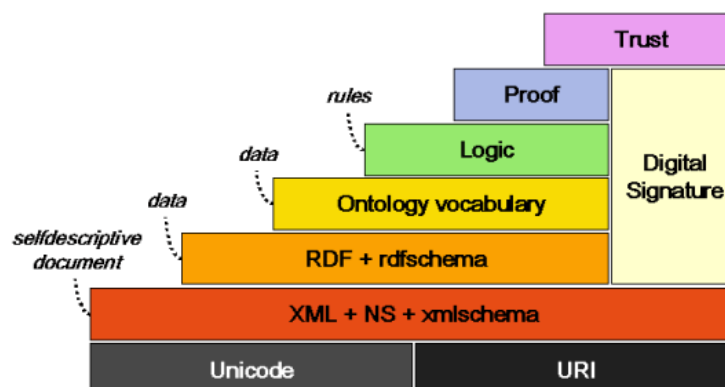 Trust
Proof
rules
Logic
Digital
Signature
data
Ontology vocabulary
data
RDF + rdfschema
selfdescriptive
document
XML + NS + xmlschema
Unicode
URI